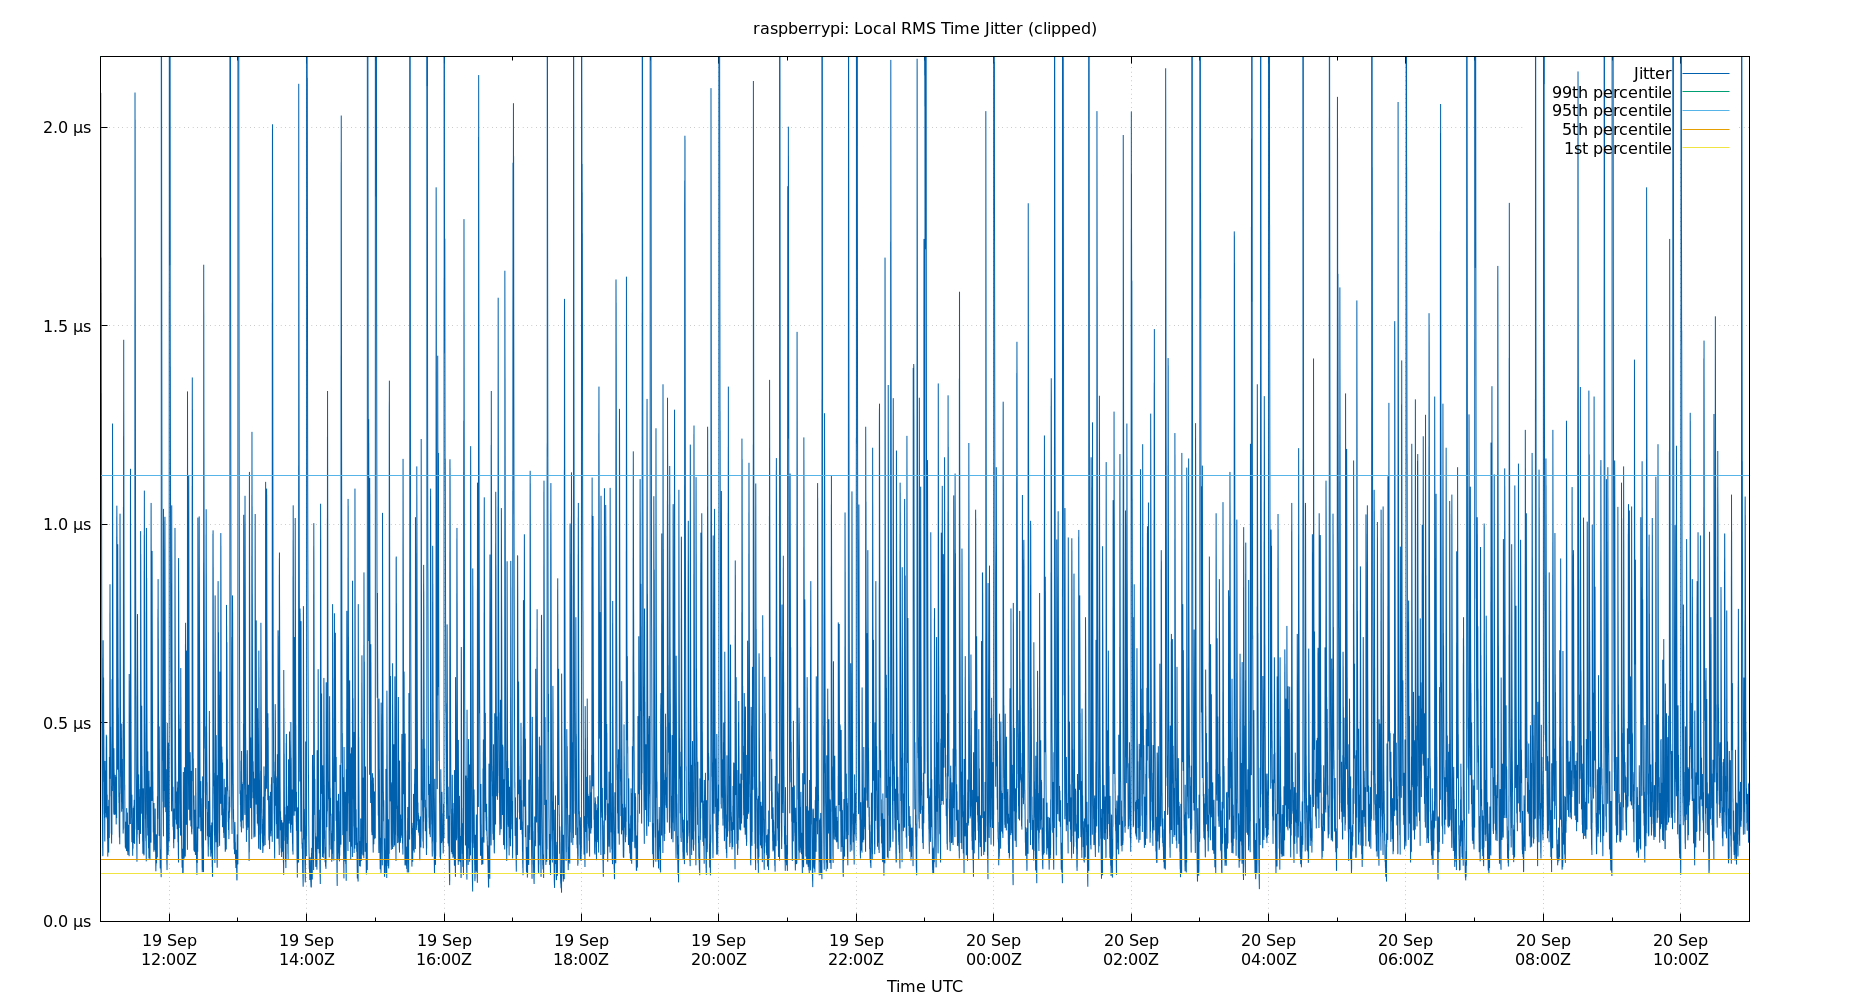 raspberrypi: Local RMS Time Jitter (clipped)
Jitter
99th percentile
95th percentile
5th percentile
1st percentile
2.0 µs
1.5 µs
1.0 µs
0.5 µs
0.0 µs
19 Sep 19 Sep 19 Sep 19 Sep 19 Sep 19 Sep 20 Sep 20 Sep 20 Sep 20 Sep 20 Sep 20 Sep
12:00Z 14:00Z 16:00Z 18:00Z 20:00Z 22:00Z 00:00Z 02:00Z 04:00Z 06:00Z 08:00Z 10:00Z
Time UTC